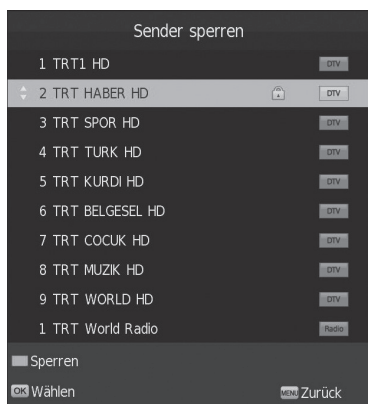 Sender sperren
1 TRT1 HD DTV
2 TRT HABER HD DTV
3 TRT SPOR HD DTV
4 TRT TURK HD DTV
5 TRT KURDI HD DTV
6 TRT BELGESEL HD DTV
7 TRT COCUK HD DTV
8 TRT MUZIK HD DTV
9 TRT WORLD HD DTV
1 TRT World Radio Radio
Sperren
OK Wählen MENU Zurück